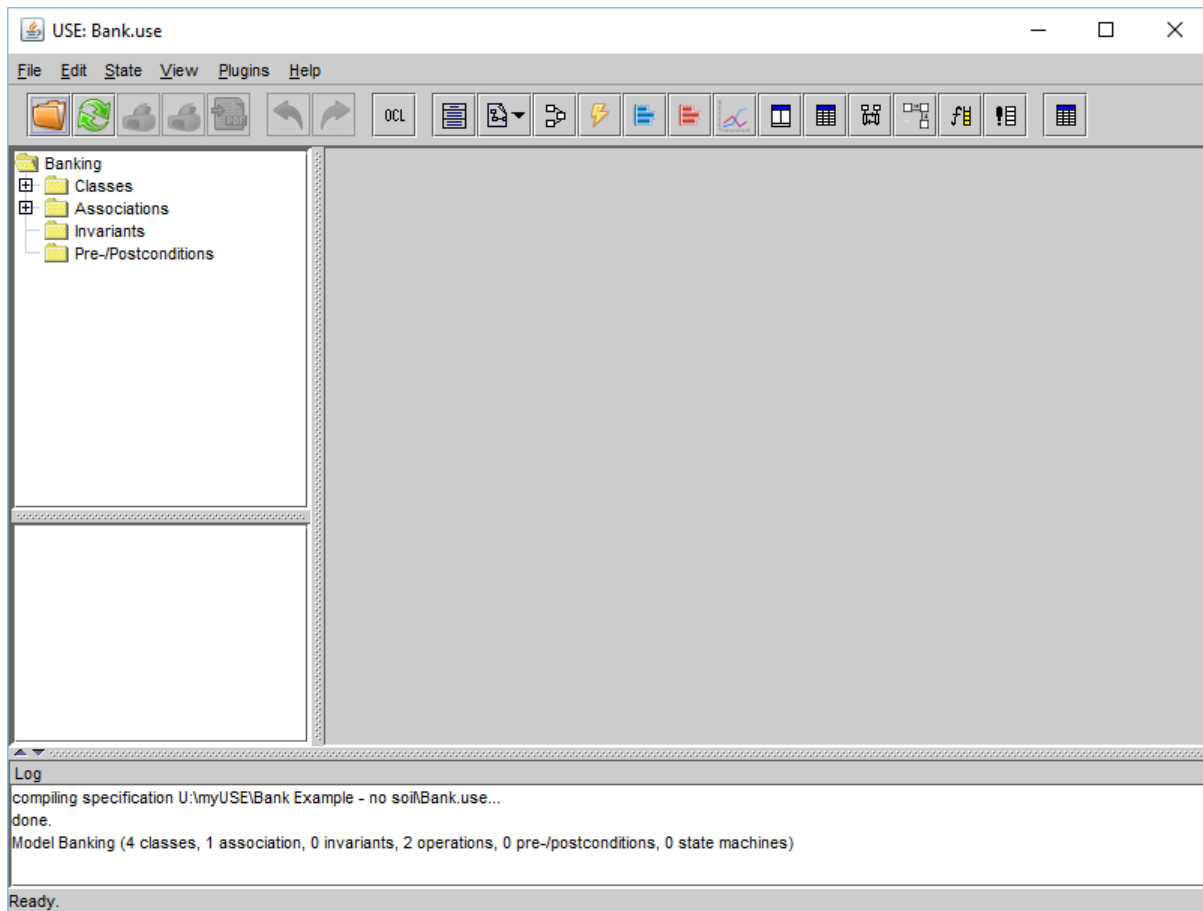 USE: Bank.use
File Edit State View Plugins Help
OCL
Banking
Classes
Associations
Invariants
Pre-/Postconditions
Log
compiling specification U:\myUSE\Bank Example - no soil\Bank.use...
done.
Model Banking (4 classes, 1 association, 0 invariants, 2 operations, 0 pre-/postconditions, 0 state machines)
Ready.